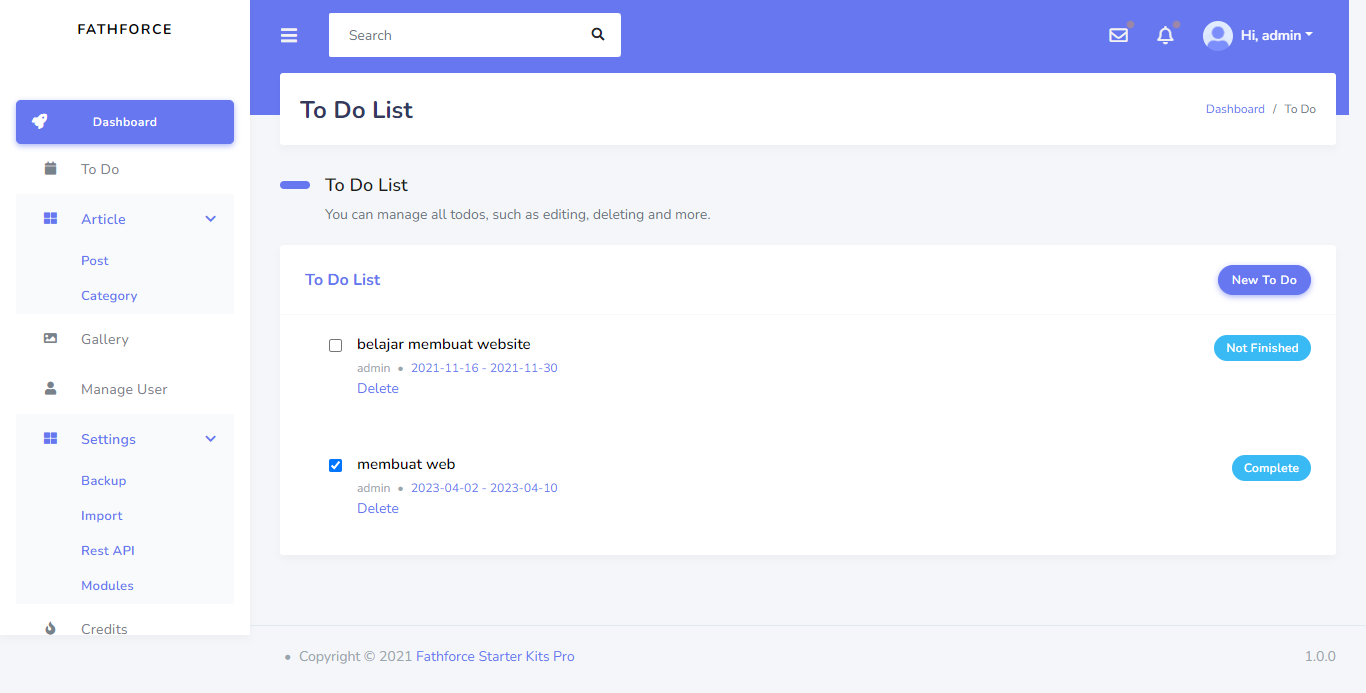 FATHFORCE
Search
Hi, admin
Dashboard
To Do
Article
Post
Category
Gallery
Manage User
Settings
Backup
Import
Rest API
Modules
Credits
To Do List
Dashboard / To Do
To Do List
You can manage all todos, such as editing, deleting and more.
To Do List
New To Do
belajar membuat website
Not Finished
admin • 2021-11-16 - 2021-11-30
Delete
membuat web
Complete
admin • 2023-04-02 - 2023-04-10
Delete
• Copyright © 2021 Fathforce Starter Kits Pro
1.0.0